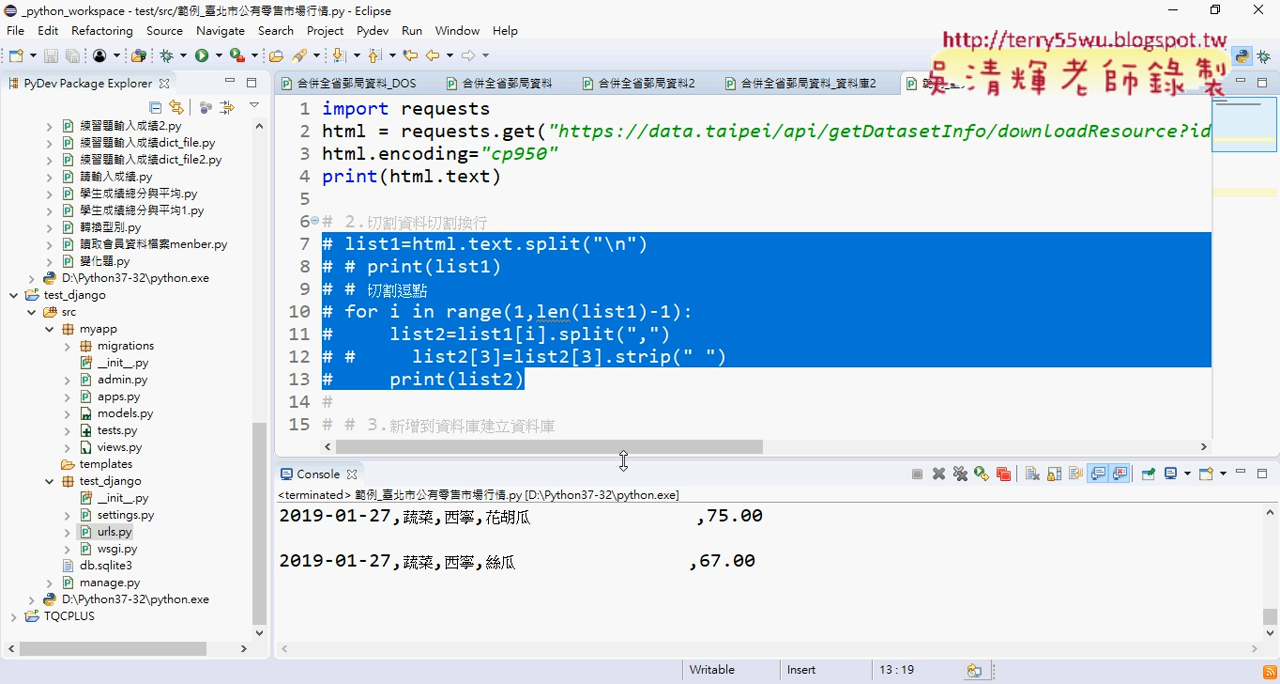 _python_workspace - test/src/範例_臺北市公有零售市場行情.py - Eclipse
File Edit Refactoring Source Navigate Search Project Pydev Run Window Help
http://terry55wu.blogspot.tw
吳清輝老師錄製
PyDev Package Explorer
合併全省郵局資料_DOS
合併全省郵局資料
合併全省郵局資料2
合併全省郵局資料_資料庫2
練習題輸入成績2.py
練習題輸入成績dict_file.py
練習題輸入成績dict_file2.py
請輸入成績.py
學生成績總分與平均.py
學生成績總分與平均1.py
轉換型別.py
讀取會員資料檔案menber.py
變化題.py
D:\Python37-32\python.exe
test_django
src
myapp
migrations
__init__.py
admin.py
apps.py
models.py
tests.py
views.py
templates
test_django
__init__.py
settings.py
urls.py
wsgi.py
db.sqlite3
manage.py
D:\Python37-32\python.exe
TQCPLUS
1 import requests
2 html = requests.get("https://data.taipei/api/getDatasetInfo/downloadResource?id
3 html.encoding="cp950"
4 print(html.text)
5
6 # 2.切割資料切割換行
7 # list1=html.text.split("\n")
8 # # print(list1)
9 # # 切割逗點
10 # for i in range(1,len(list1)-1):
11 #     list2=list1[i].split(",")
12 # #     list2[3]=list2[3].strip(" ")
13 #     print(list2)
14 #
15 # # 3.新增到資料庫建立資料庫
Console
<terminated> 範例_臺北市公有零售市場行情.py [D:\Python37-32\python.exe]
2019-01-27,蔬菜,西寧,花胡瓜 ,75.00
2019-01-27,蔬菜,西寧,絲瓜 ,67.00
Writable Insert 13 : 19